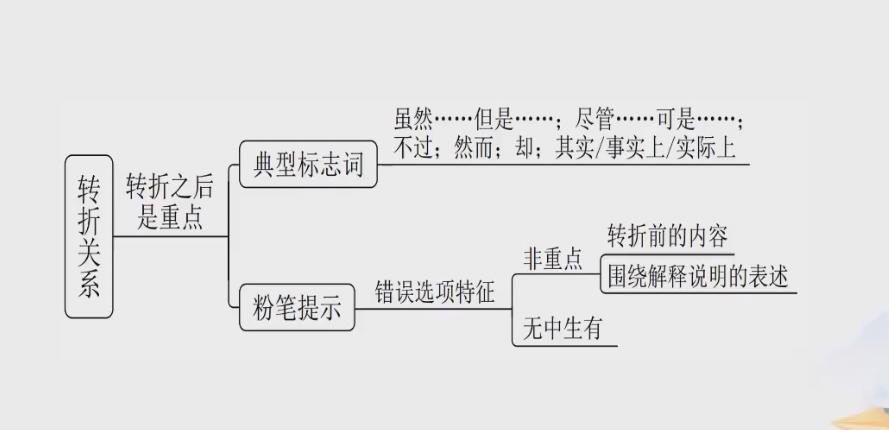 转折关系
转折之后
是重点
典型标志词
虽然……但是……；尽管……可是……；
不过；然而；却；其实/事实上/实际上
粉笔提示
错误选项特征
非重点
转折前的内容
围绕解释说明的表述
无中生有